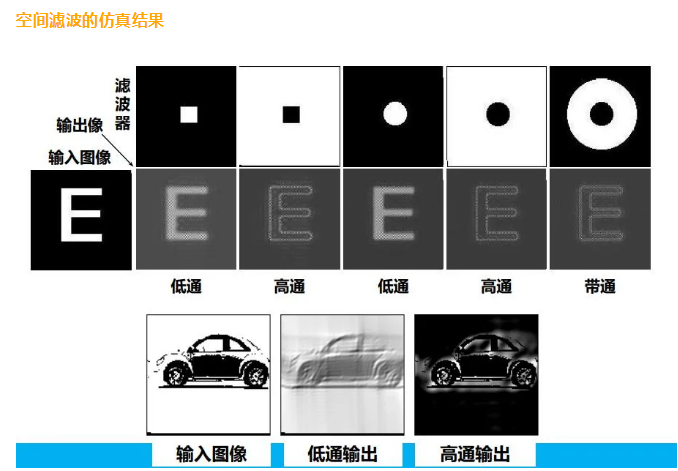 空间滤波的仿真结果
滤波器
输出像
输入图像
E
低通 高通 低通 高通 带通
输入图像 低通输出 高通输出